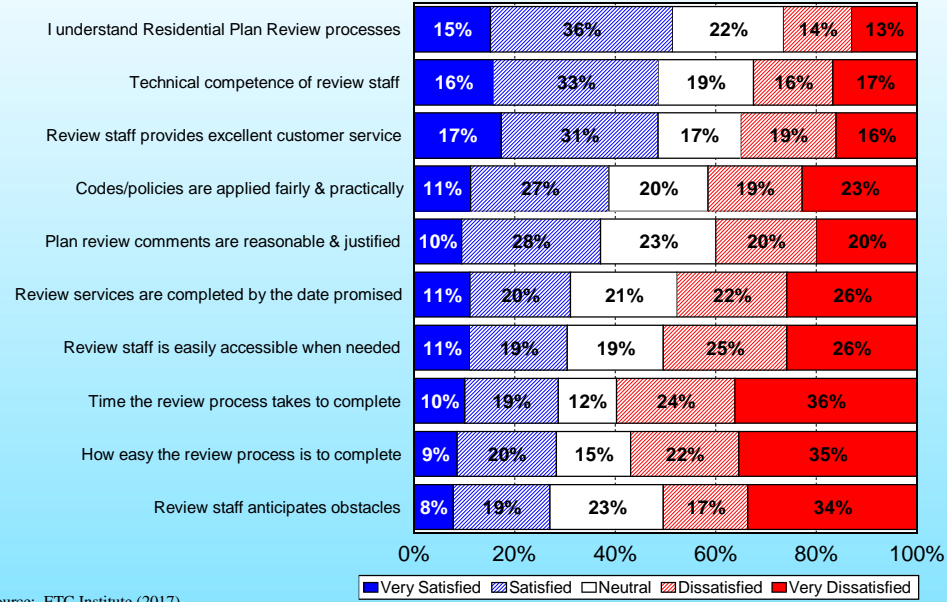 I understand Residential Plan Review processes 15% 36% 22% 14% 13%
Technical competence of review staff 16% 33% 19% 16% 17%
Review staff provides excellent customer service 17% 31% 17% 19% 16%
Codes/policies are applied fairly & practically 11% 27% 20% 19% 23%
Plan review comments are reasonable & justified 10% 28% 23% 20% 20%
Review services are completed by the date promised 11% 20% 21% 22% 26%
Review staff is easily accessible when needed 11% 19% 19% 25% 26%
Time the review process takes to complete 10% 19% 12% 24% 36%
How easy the review process is to complete 9% 20% 15% 22% 35%
Review staff anticipates obstacles 8% 19% 23% 17% 34%
0% 20% 40% 60% 80% 100%
Very Satisfied Satisfied Neutral Dissatisfied Very Dissatisfied
ETC Institute (2017)